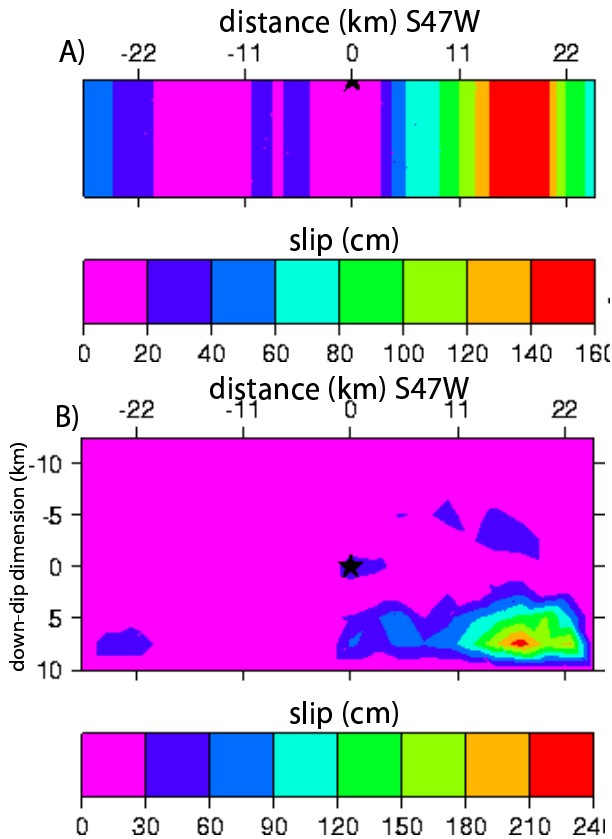 distance (km) S47W
A)
-22 -11 0 11 22
slip (cm)
0 20 40 60 80 100 120 140 160
distance (km) S47W
B)
-22 -11 0 11 22
down-dip dimension (km)
-10
-5
0
5
10
slip (cm)
0 30 60 90 120 150 180 210 240